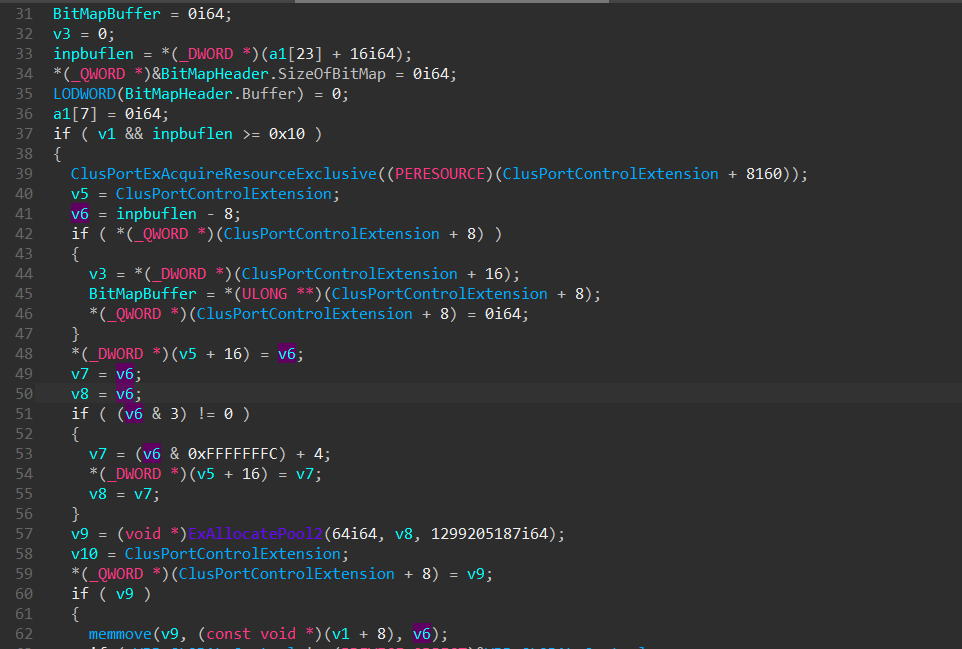 31 BitMapBuffer = 0i64;
32 v3 = 0;
33 inpbuflen = *(_DWORD *)(a1[23] + 16i64);
34 *(_QWORD *)&BitMapHeader.SizeOfBitMap = 0i64;
35 LODWORD(BitMapHeader.Buffer) = 0;
36 a1[7] = 0i64;
37 if ( v1 && inpbuflen >= 0x10 )
38 {
39 ClusPortExAcquireResourceExclusive((PERESOURCE)(ClusPortControlExtension + 8160));
40 v5 = ClusPortControlExtension;
41 v6 = inpbuflen - 8;
42 if ( *(_QWORD *)(ClusPortControlExtension + 8) )
43 {
44 v3 = *(_DWORD *)(ClusPortControlExtension + 16);
45 BitMapBuffer = *(ULONG **)(ClusPortControlExtension + 8);
46 *(_QWORD *)(ClusPortControlExtension + 8) = 0i64;
47 }
48 *(_DWORD *)(v5 + 16) = v6;
49 v7 = v6;
50 v8 = v6;
51 if ( (v6 & 3) != 0 )
52 {
53 v7 = (v6 & 0xFFFFFFFC) + 4;
54 *(_DWORD *)(v5 + 16) = v7;
55 v8 = v7;
56 }
57 v9 = (void *)ExAllocatePool2(64i64, v8, 1299205187i64);
58 v10 = ClusPortControlExtension;
59 *(_QWORD *)(ClusPortControlExtension + 8) = v9;
60 if ( v9 )
61 {
62 memmove(v9, (const void *)(v1 + 8), v6);